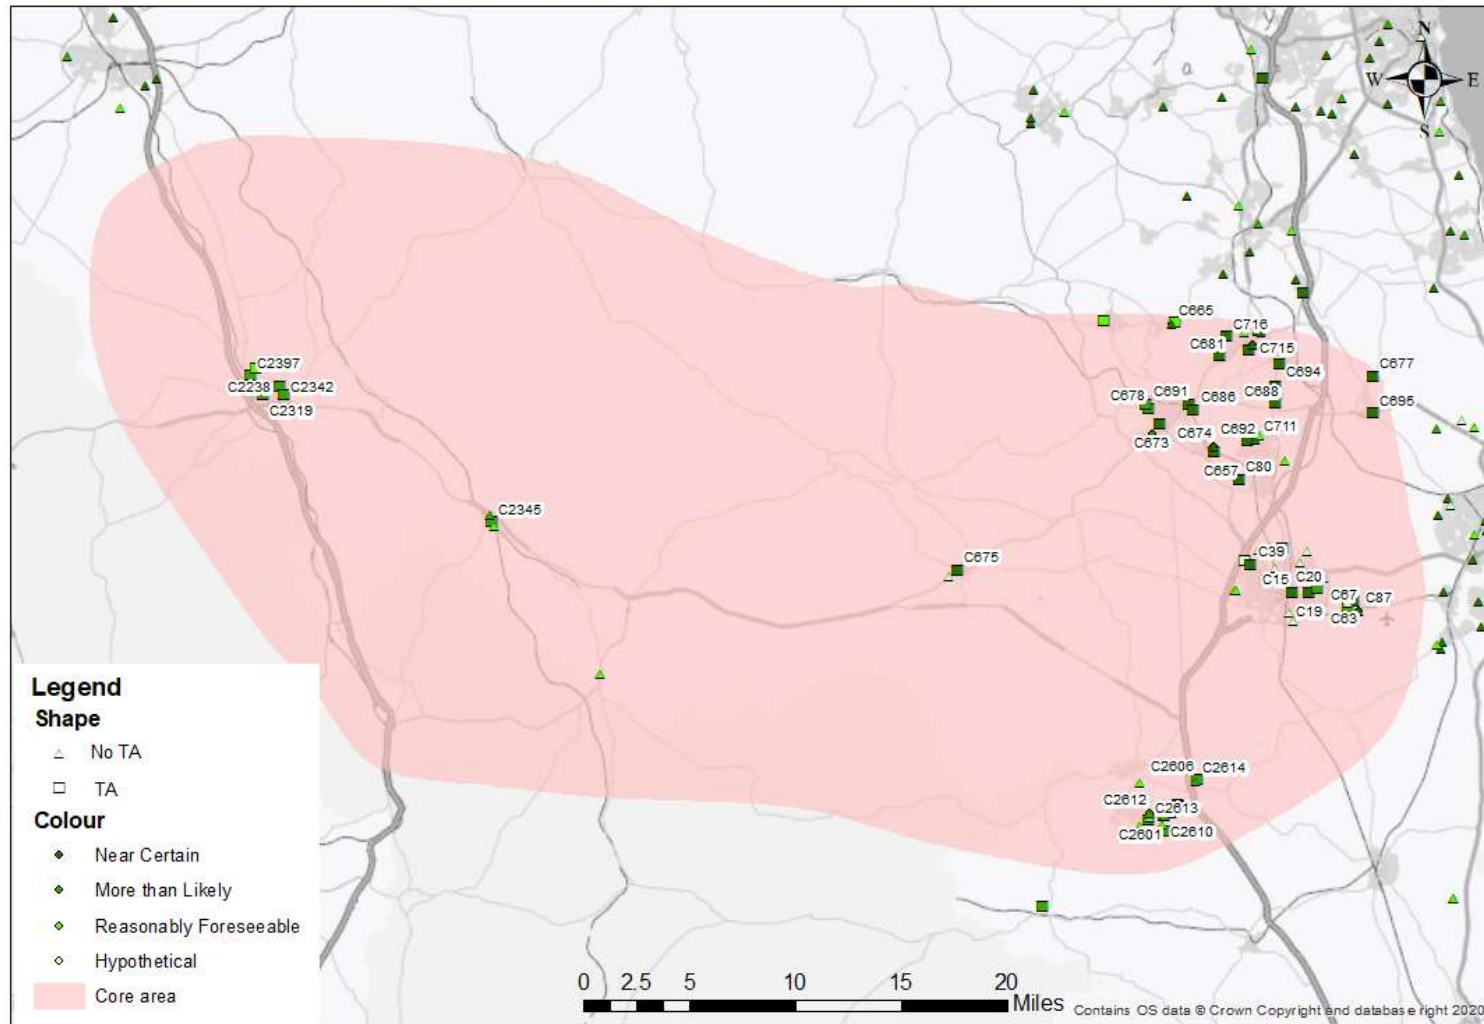 N
W E
S
C665
C716
C681
C715
C677
C694
C678 C691 C686 C688
C695
C674 C692 C711
C673
C657 C80
C2397
C2238 C2342
C2319
C2345
C675
C39
C15 C20
C67 C87
C19 C63
C2606 C2614
C2612 C2613
C2601 C2610
Legend
Shape
No TA
TA
Colour
Near Certain
More than Likely
Reasonably Foreseeable
Hypothetical
Core area
0 2.5 5 10 15 20
Miles
Contains OS data © Crown Copyright and database right 2020